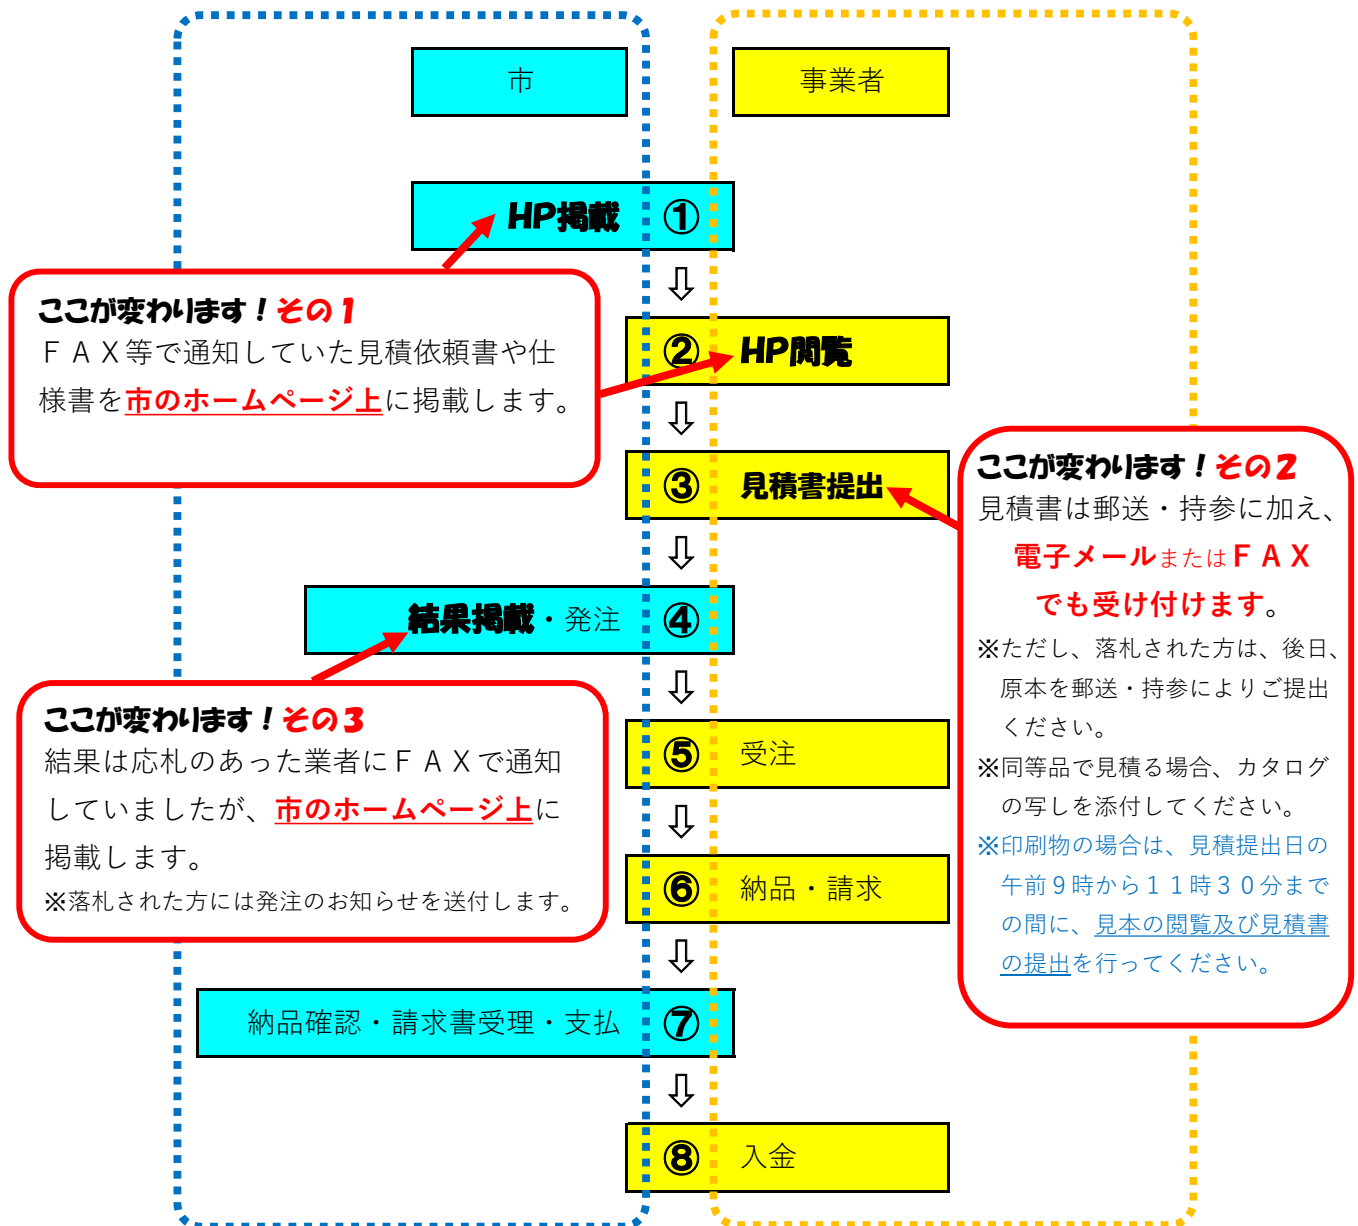 市
事業者
HP掲載 ①
⇩
② HP閲覧
⇩
③ 見積書提出
⇩
結果掲載・発注 ④
⇩
⑤ 受注
⇩
⑥ 納品・請求
⇩
納品確認・請求書受理・支払 ⑦
⇩
⑧ 入金
ここが変わります！その１
ＦＡＸ等で通知していた見積依頼書や仕
様書を市のホームページ上に掲載します。
ここが変わります！その２
見積書は郵送・持参に加え、
電子メールまたはＦＡＸ
でも受け付けます。
※ただし、落札された方は、後日、
原本を郵送・持参によりご提出
ください。
※同等品で見積る場合、カタログ
の写しを添付してください。
※印刷物の場合は、見積提出日の
午前９時から１１時３０分まで
の間に、見本の閲覧及び見積書
の提出を行ってください。
ここが変わります！その３
結果は応札のあった業者にＦＡＸで通知
していましたが、市のホームページ上に
掲載します。
※落札された方には発注のお知らせを送付します。